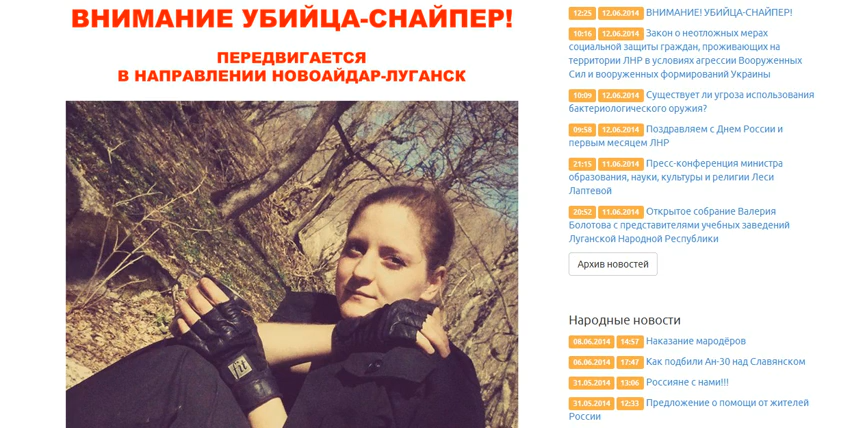 ВНИМАНИЕ УБИЙЦА-СНАЙПЕР!
ПЕРЕДВИГАЕТСЯ
В НАПРАВЛЕНИИ НОВОАЙДАР-ЛУГАНСК
12:25 12.06.2014 ВНИМАНИЕ! УБИЙЦА-СНАЙПЕР!
10:16 12.06.2014 Закон о неотложных мерах
социальной защиты граждан, проживающих на
территории ЛНР в условиях агрессии Вооруженных
Сил и вооруженных формирований Украины
10:09 12.06.2014 Существует ли угроза использования
бактериологического оружия?
09:58 12.06.2014 Поздравляем с Днем России и
первым месяцем ЛНР
21:15 11.06.2014 Пресс-конференция министра
образования, науки, культуры и религии Леси
Лаптевой
20:52 11.06.2014 Открытое собрание Валерия
Болотова с представителями учебных заведений
Луганской Народной Республики
Архив новостей
Народные новости
08.06.2014 14:57 Наказание мародёров
06.06.2014 17:47 Как подбили Ан-30 над Славянском
31.05.2014 13:06 Россияне с нами!!!
31.05.2014 12:33 Предложение о помощи от жителей
России